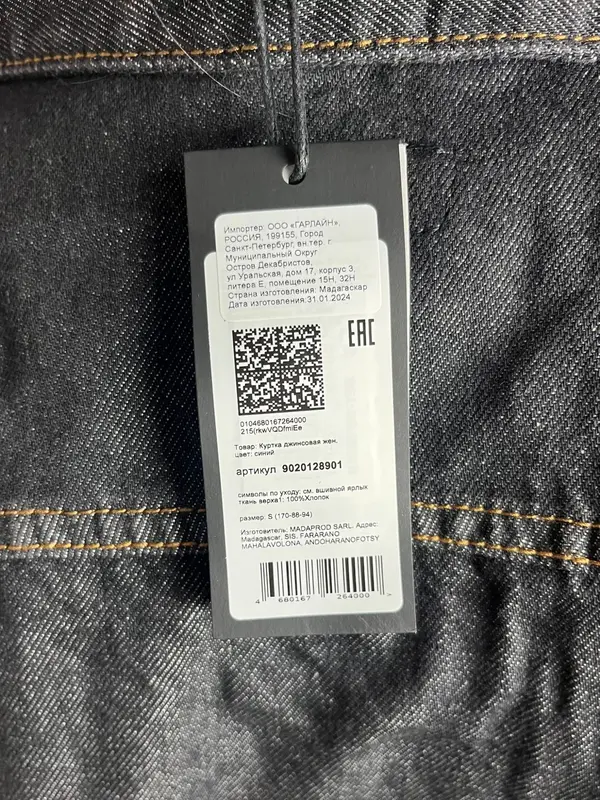 Импортер: ООО «ГАРЛАЙН»,
РОССИЯ, 199155, Город
Санкт-Петербург, вн.тер. г.
Муниципальный Округ
Остров Декабристов,
ул Уральская, дом 17, корпус 3,
литера Е, помещение 15Н, 32Н
Страна изготовления: Мадагаскар
Дата изготовления:31.01.2024
EAC
0104680167264000
215(rkwVQDfmIEe
Товар: Куртка джинсовая жен,
цвет: синий
артикул 9020128901
символы по уходу: см. вшивной ярлык
ткань верха1: 100%Хлопок
размер: S (170-88-94)
Изготовитель: MADAPROD SARL. Адрес:
Madagascar, SIS. FARARANO
MAHALAVOLONA, ANDOHARANOFOTSY
4 680167 264000 >